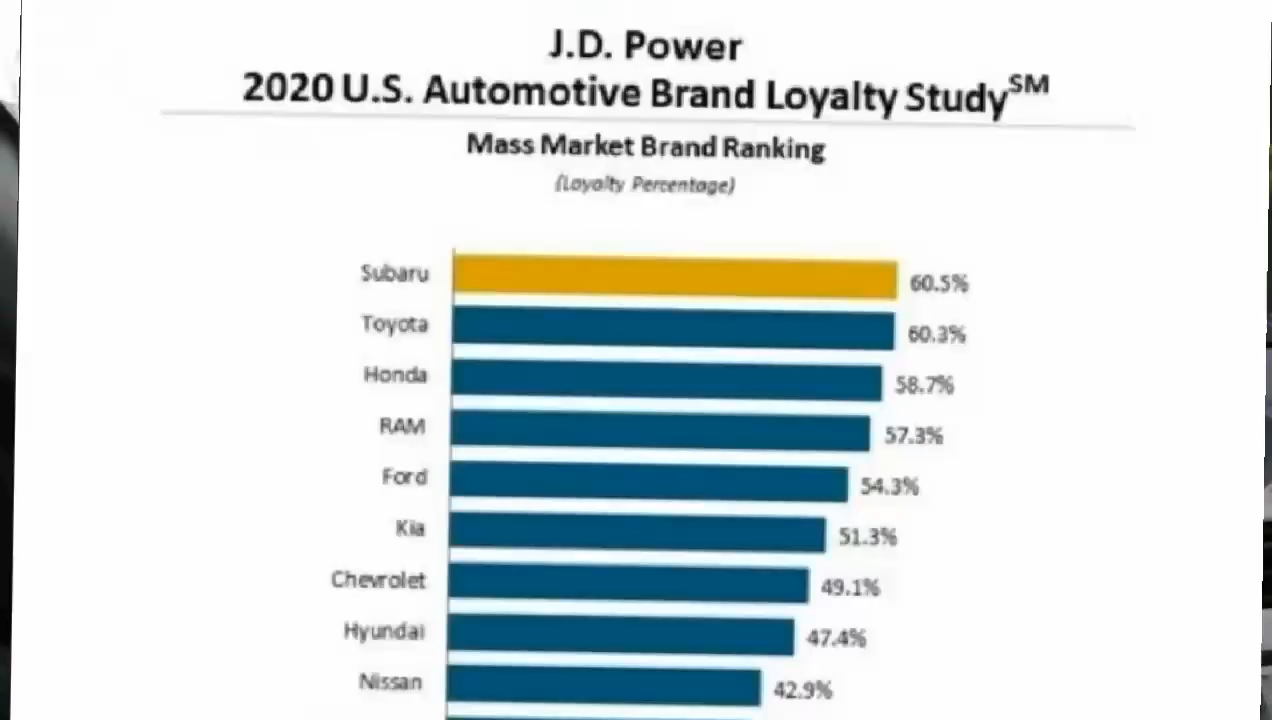 J.D. Power
2020 U.S. Automotive Brand Loyalty Study℠
Mass Market Brand Ranking
(Loyalty Percentage)
Subaru 60.5%
Toyota 60.3%
Honda 58.7%
RAM 57.3%
Ford 54.3%
Kia 51.3%
Chevrolet 49.1%
Hyundai 47.4%
Nissan 42.9%